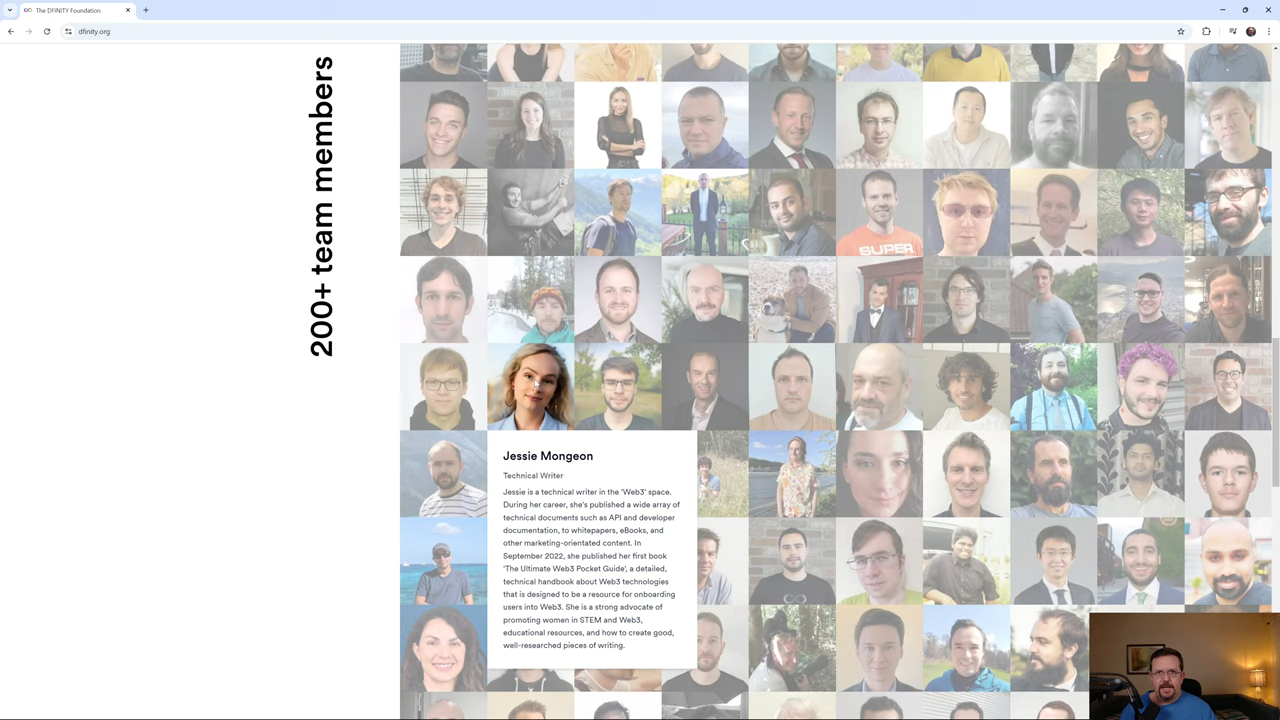 The DFINITY Foundation
dfinity.org
200+ team members
SUPER
Jessie Mongeon
Technical Writer
Jessie is a technical writer in the 'Web3' space.
During her career, she's published a wide array of
technical documents such as API and developer
documentation, to whitepapers, eBooks, and
other marketing-orientated content. In
September 2022, she published her first book
'The Ultimate Web3 Pocket Guide', a detailed,
technical handbook about Web3 technologies
that is designed to be a resource for onboarding
users into Web3. She is a strong advocate of
promoting women in STEM and Web3,
educational resources, and how to create good,
well-researched pieces of writing.